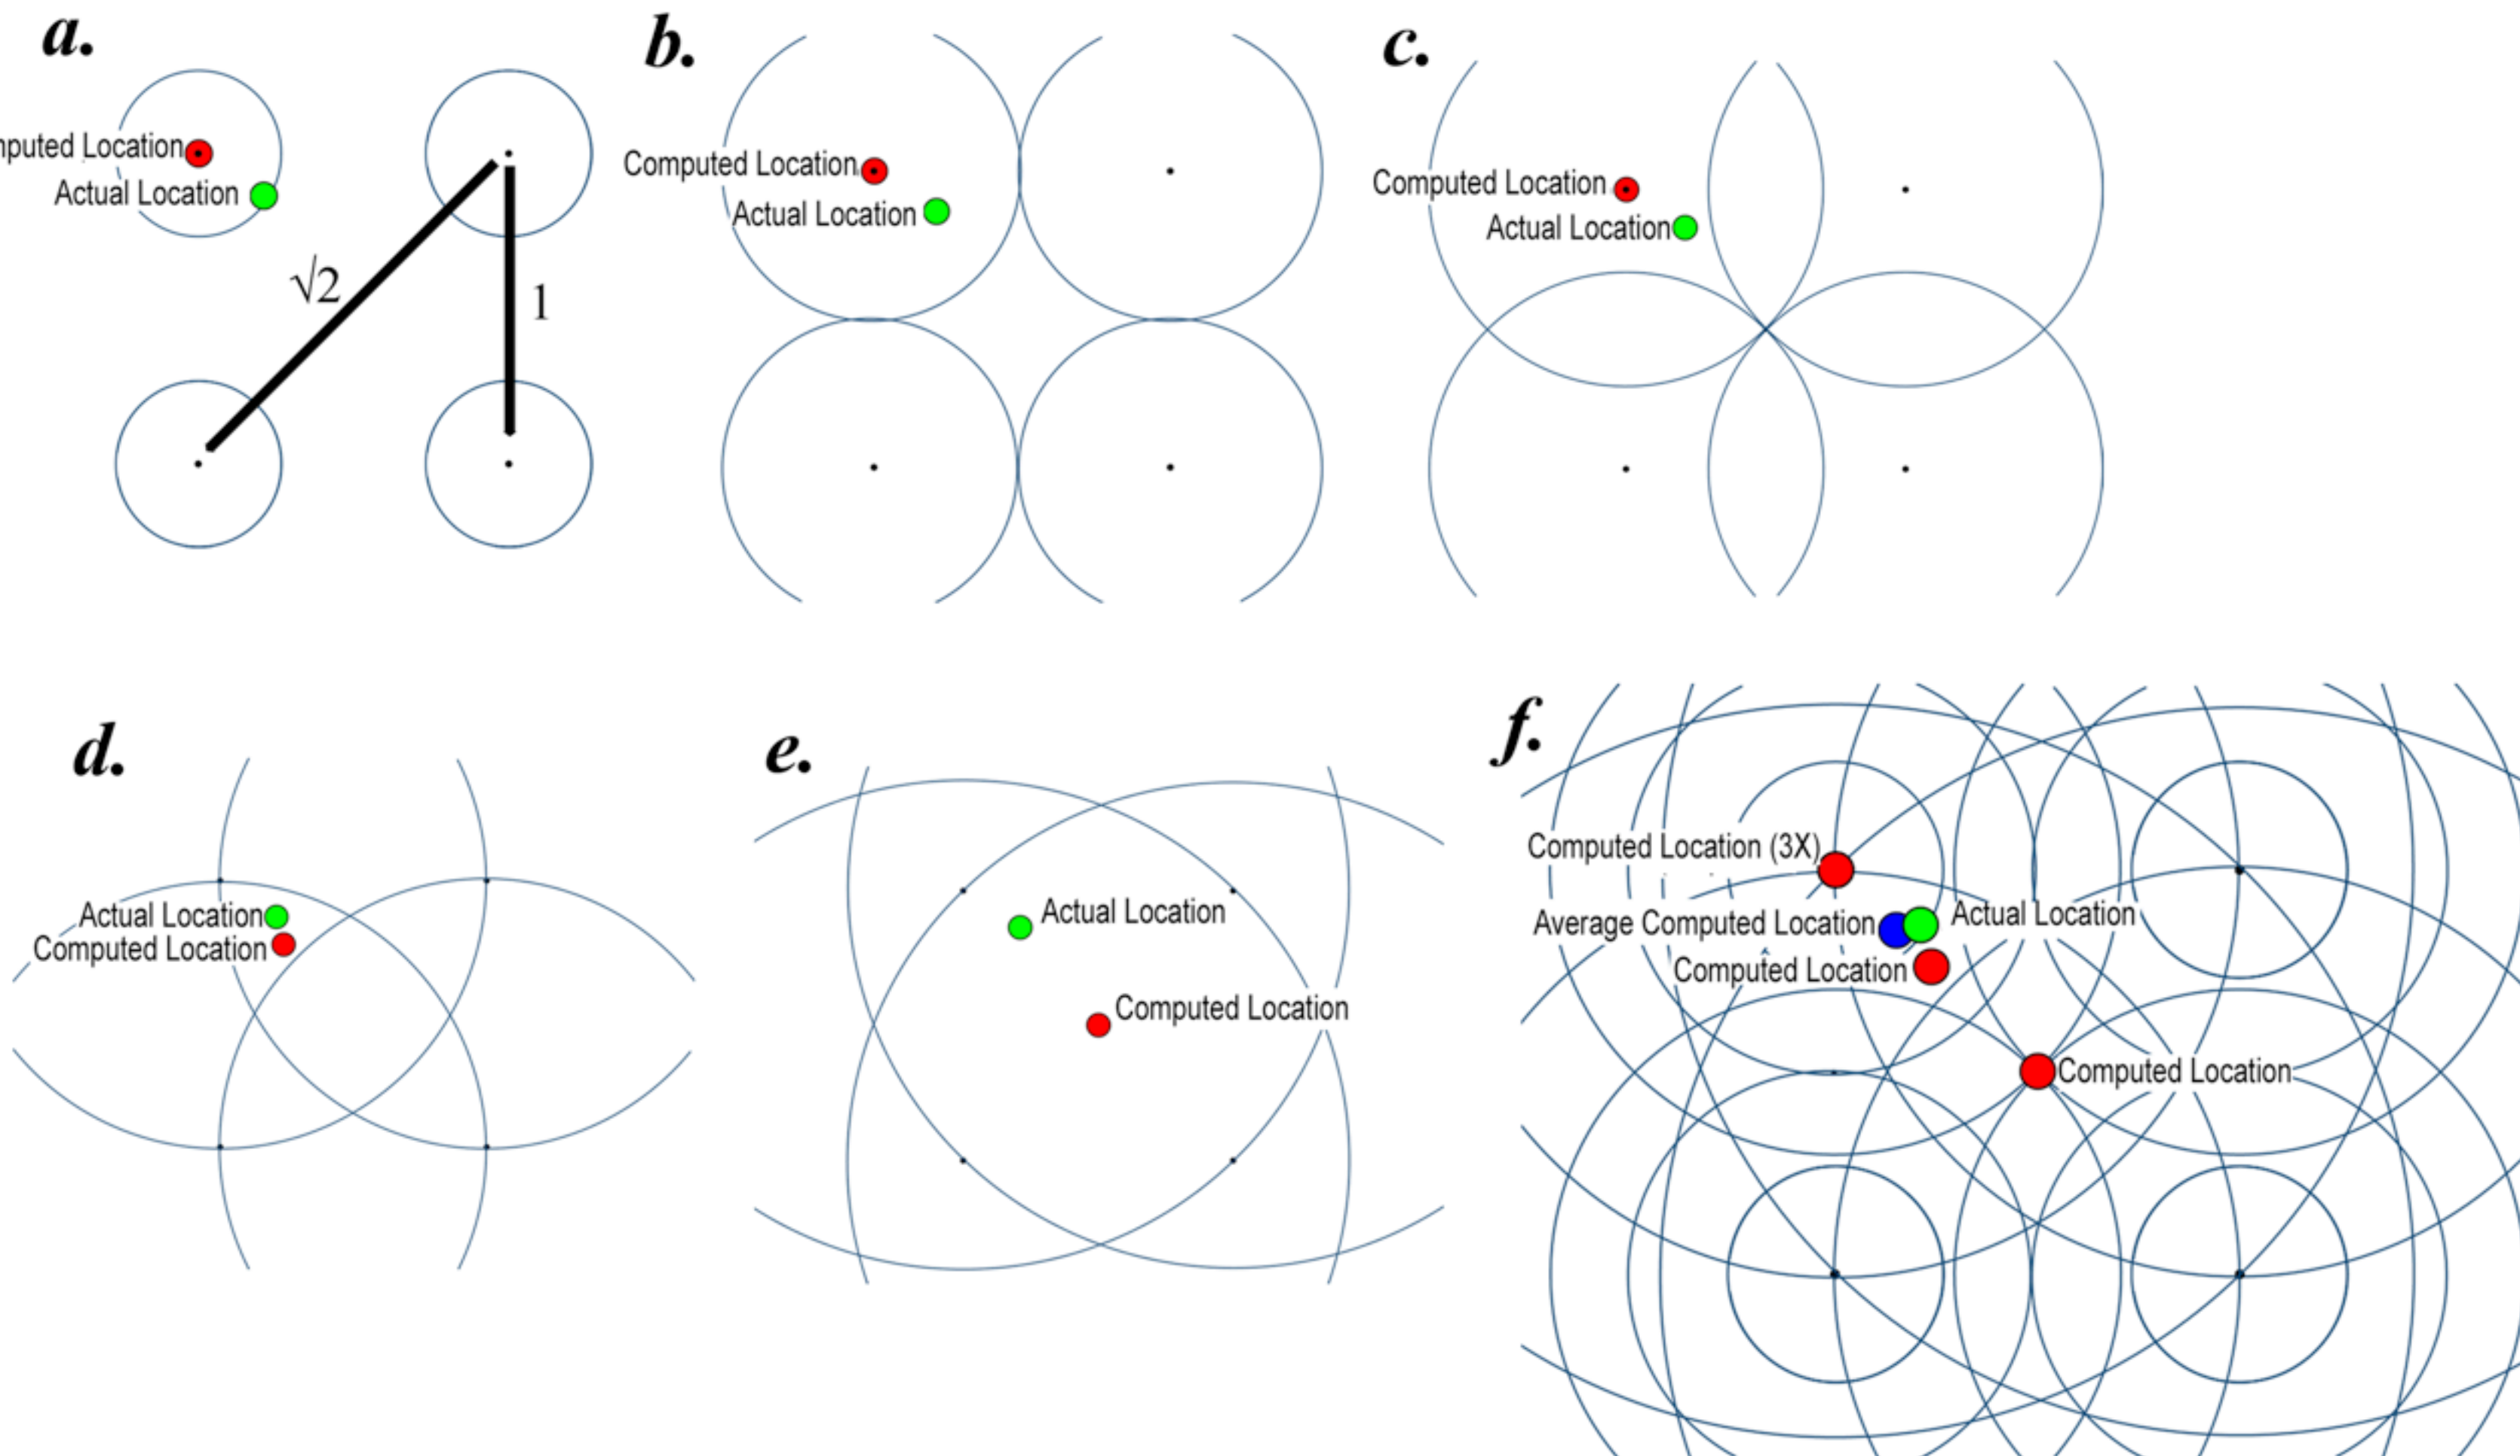 a.
mputed Location
Actual Location
√2
1
b.
Computed Location
Actual Location
c.
Computed Location
Actual Location
d.
Actual Location
Computed Location
e.
Actual Location
Computed Location
f.
Computed Location (3X)
Average Computed Location
Actual Location
Computed Location
Computed Location